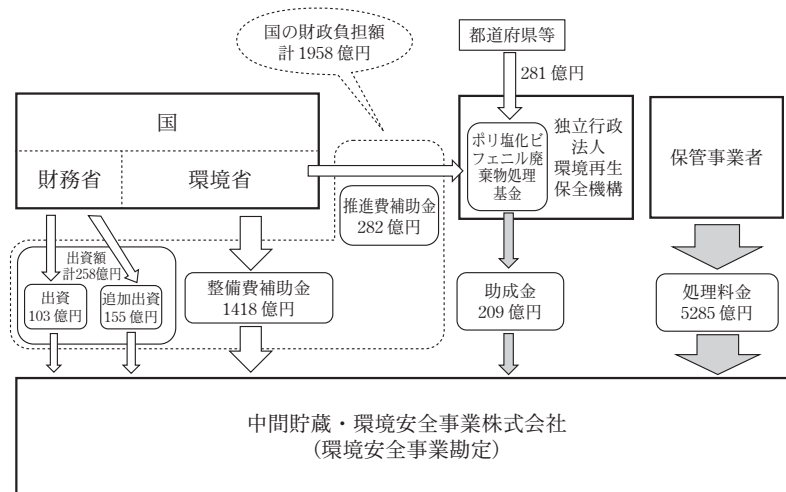 国の財政負担額
計 1958 億円
都道府県等
281 億円
国
財務省
環境省
ポリ塩化ビ
フェニル廃
棄物処理
基金
独立行政
法人
環境再生
保全機構
保管事業者
推進費補助金
282 億円
出資額
計258億円
出資
103 億円
追加出資
155 億円
整備費補助金
1418 億円
助成金
209 億円
処理料金
5285 億円
中間貯蔵・環境安全事業株式会社
(環境安全事業勘定)